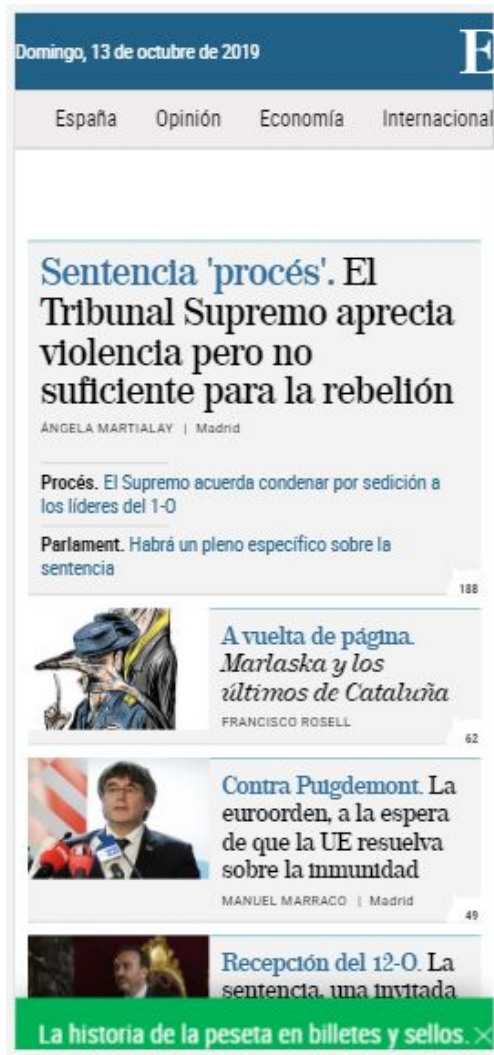 Domingo, 13 de octubre de 2019
E
España Opinión Economía Internacional
Sentencia 'procés'. El
Tribunal Supremo aprecia
violencia pero no
suficiente para la rebelión
ÁNGELA MARTIALAY | Madrid
Procés. El Supremo acuerda condenar por sedición a
los líderes del 1-O
Parlament. Habrá un pleno específico sobre la
sentencia
188
A vuelta de página.
Marlaska y los
últimos de Cataluña
FRANCISCO ROSELL
62
Contra Puigdemont. La
euroorden, a la espera
de que la UE resuelva
sobre la inmunidad
MANUEL MARRACO | Madrid
49
Recepción del 12-O. La
sentencia, una invitada
La historia de la peseta en billetes y sellos.